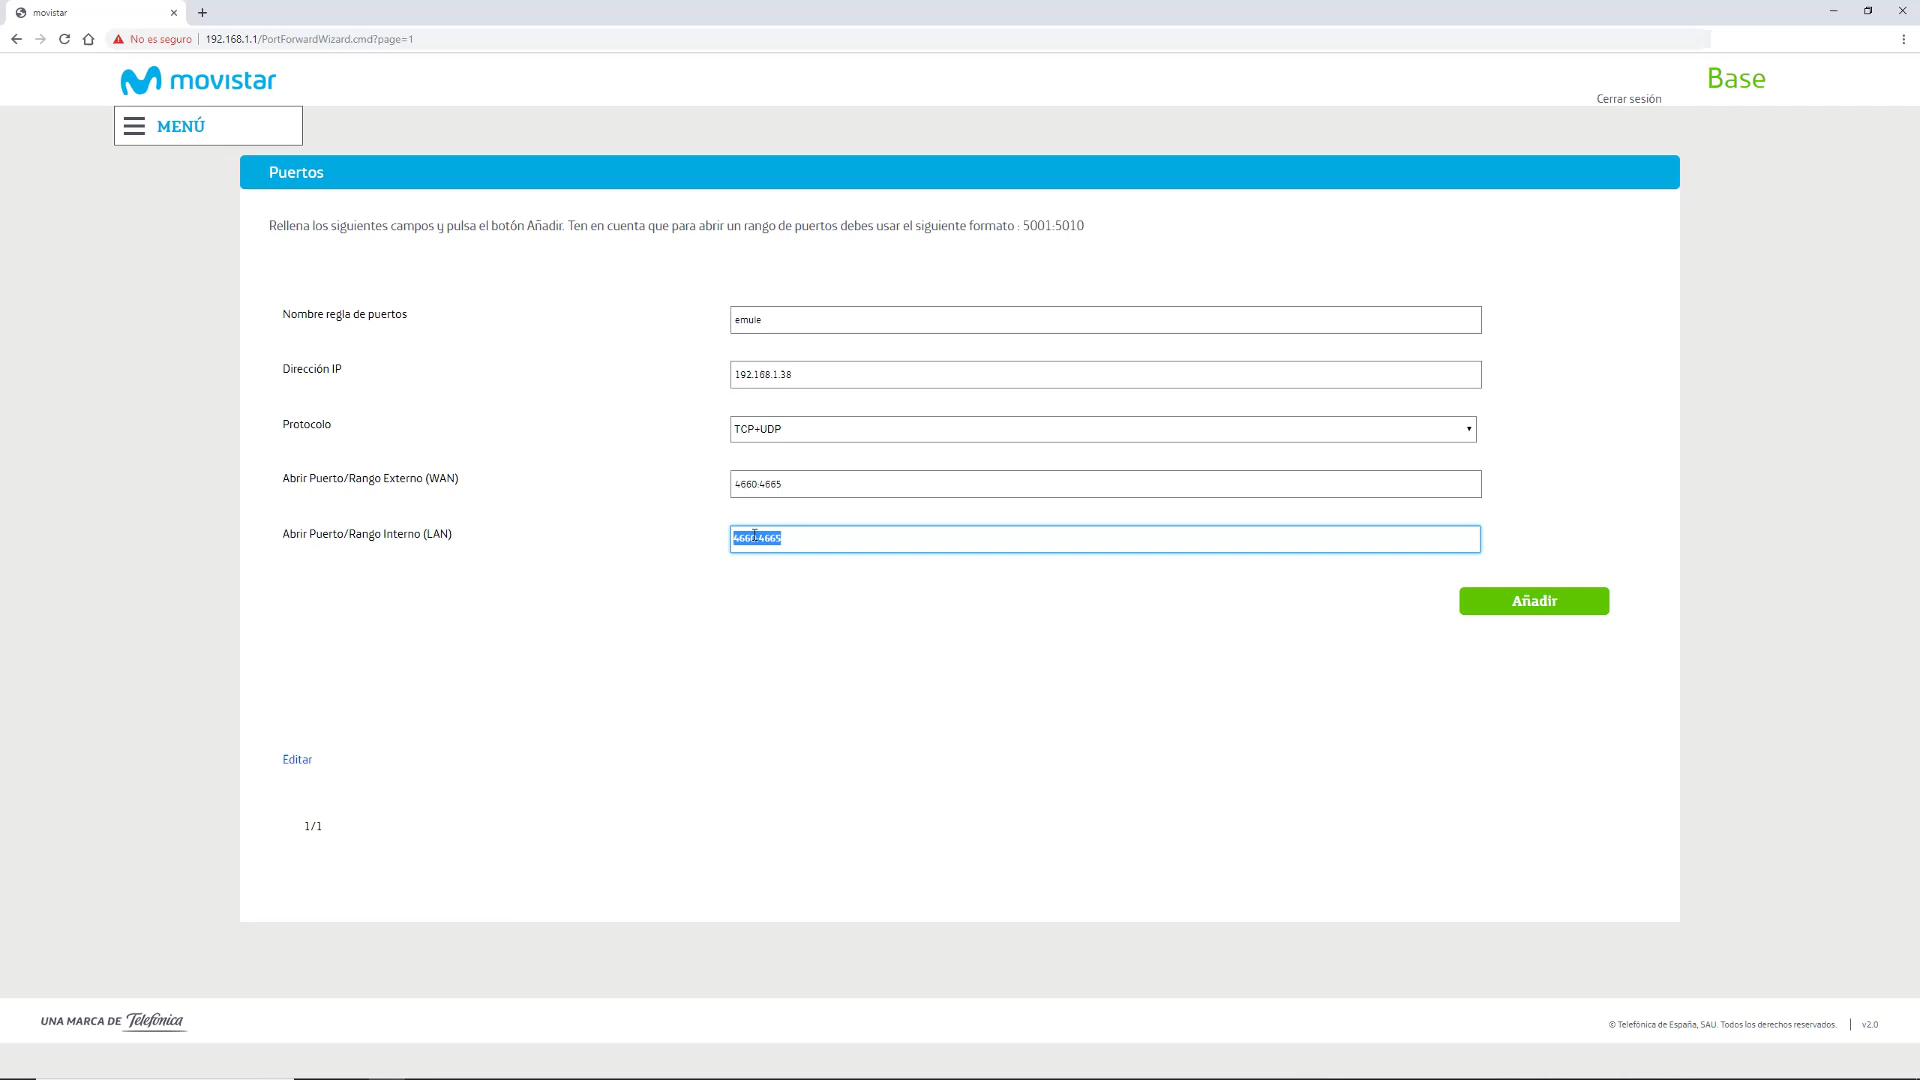 movistar
No es seguro
192.168.1.1/PortForwardWizard.cmd?page=1
movistar
Base
Cerrar sesión
MENÚ
Puertos
Rellena los siguientes campos y pulsa el botón Añadir. Ten en cuenta que para abrir un rango de puertos debes usar el siguiente formato : 5001:5010
Nombre regla de puertos
emule
Dirección IP
192.168.1.38
Protocolo
TCP+UDP
Abrir Puerto/Rango Externo (WAN)
4660:4665
Abrir Puerto/Rango Interno (LAN)
4660:4665
Añadir
Editar
1/1
UNA MARCA DE Telefónica
© Telefónica de España, SAU. Todos los derechos reservados. | v2.0